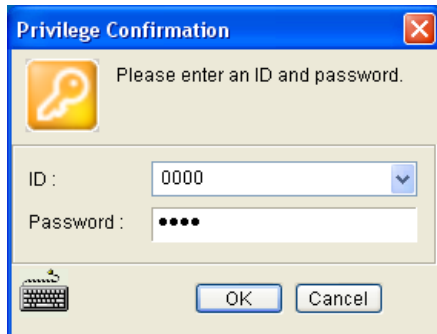 Privilege Confirmation
Please enter an ID and password.
ID :
0000
Password :
••••
OK
Cancel